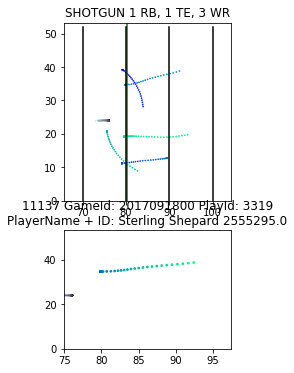 SHOTGUN 1 RB, 1 TE, 3 WR
50
40
30
20
10
0
70 80 90 100
11137 GameId: 2017091800 PlayId: 3319
PlayerName + ID: Sterling Shepard 2555295.0
40
20
0
75 80 85 90 95